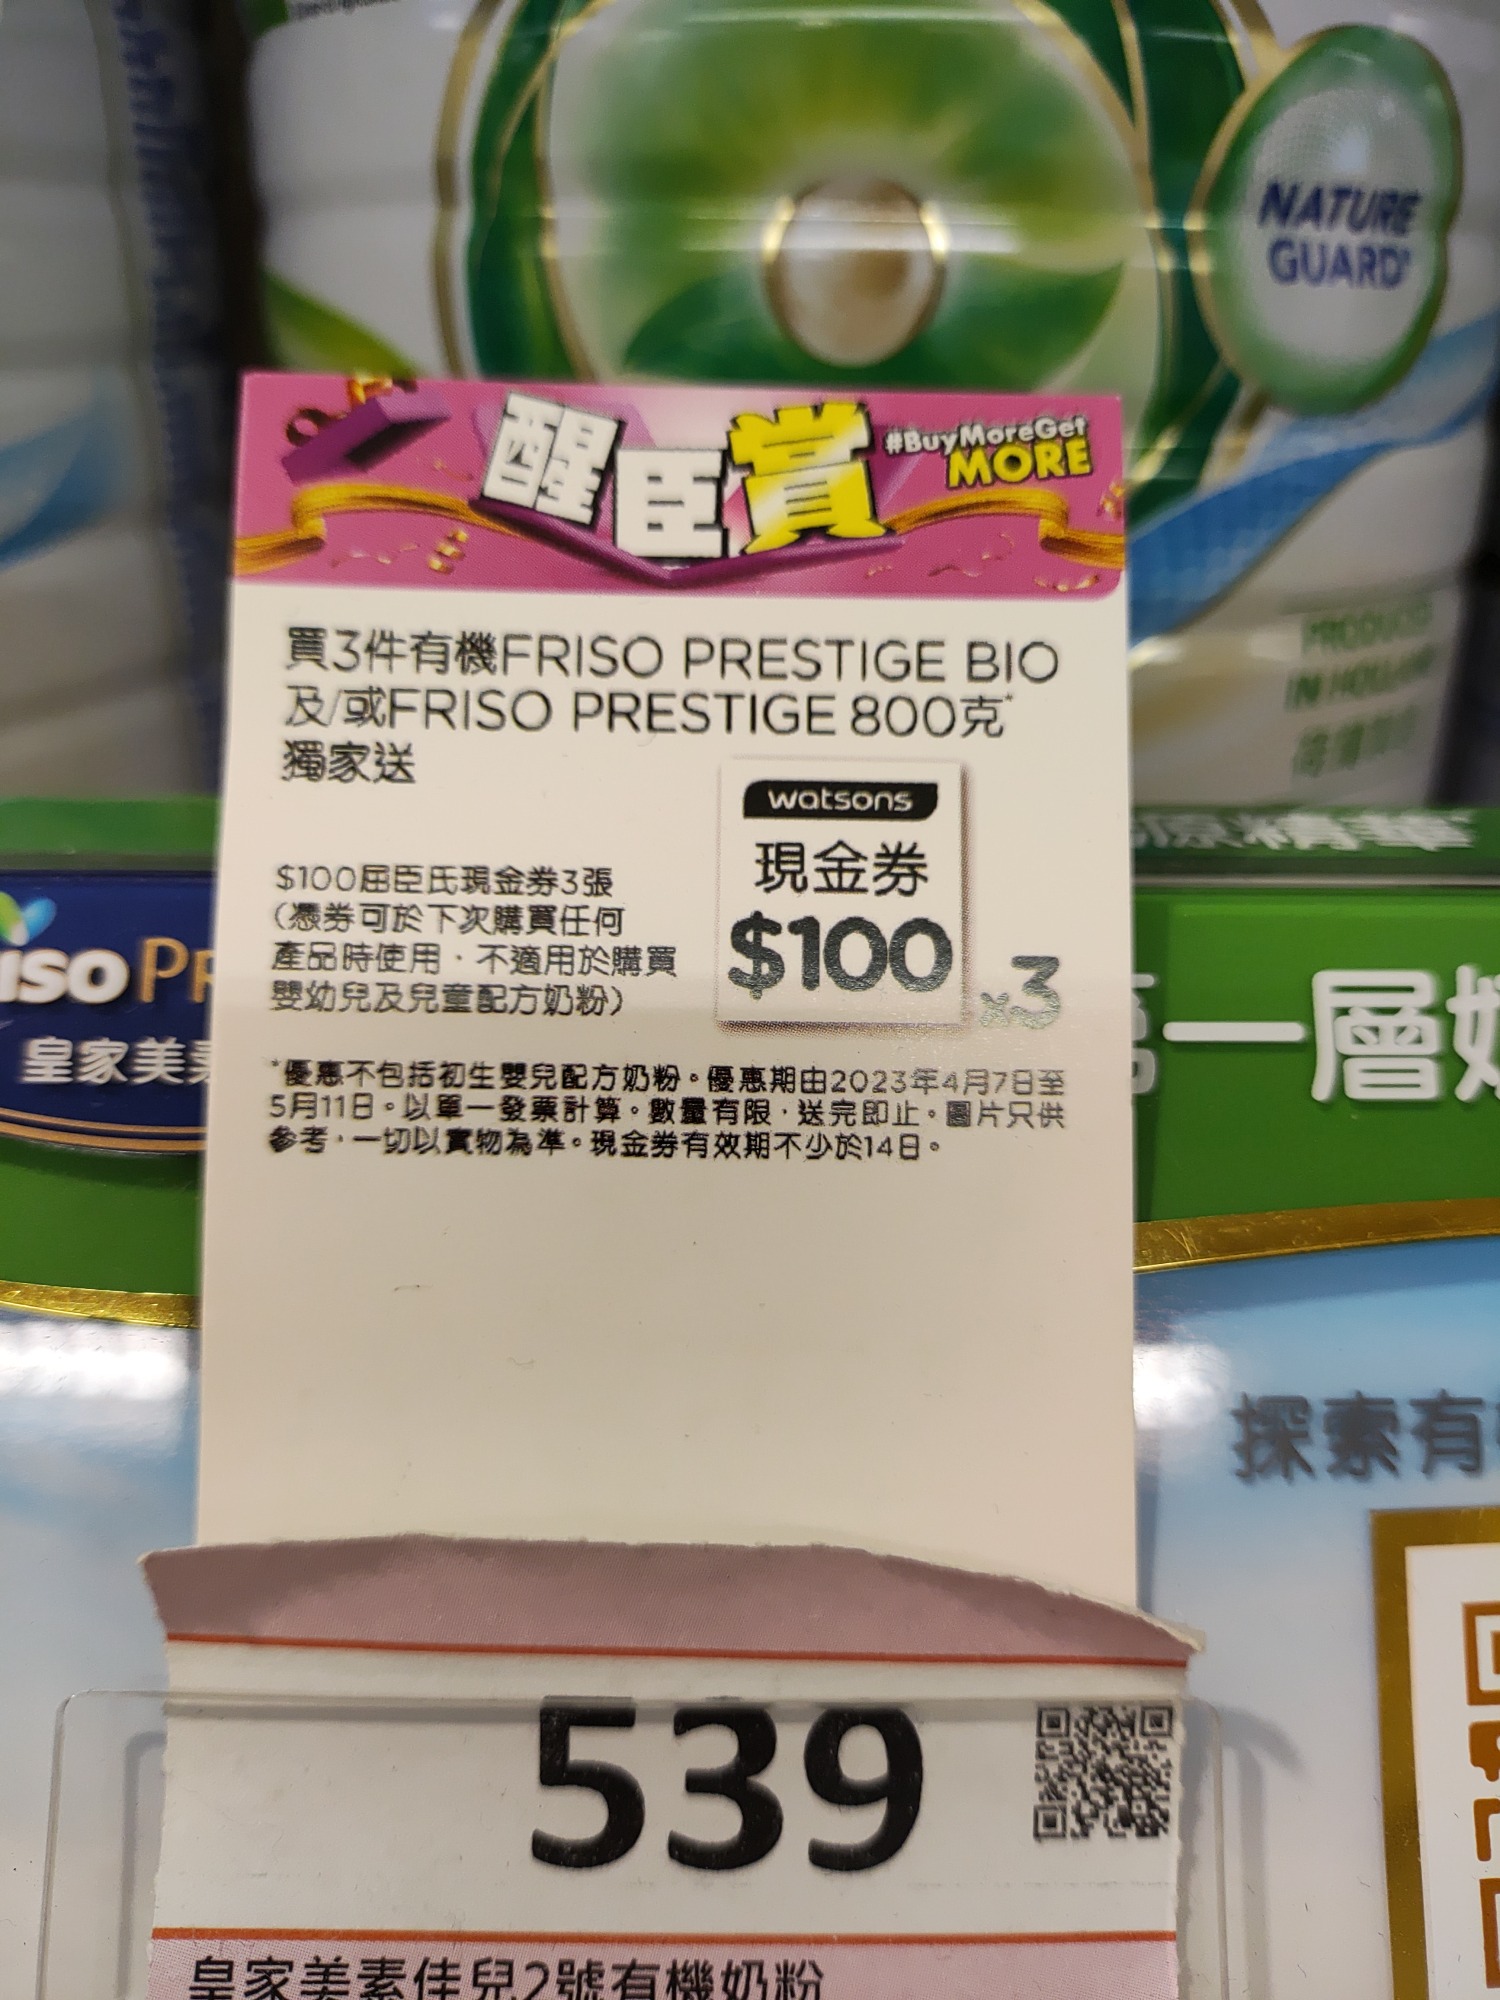 NATURE
GUARD
醒臣賞
#BuyMoreGet
MORE
PRODUCED
IN HOLLAND
買3件有機FRISO PRESTIGE BIO
及/或FRISO PRESTIGE 800克*
獨家送
watsons
現金券
$100
x3
$100屈臣氏現金券3張
（憑券可於下次購買任何
產品時使用，不適用於購買
嬰幼兒及兒童配方奶粉）
*優惠不包括初生嬰兒配方奶粉。優惠期由2023年4月7日至
5月11日。以單一發票計算。數量有限，送完即止。圖片只供
參考，一切以實物為準。現金券有效期不少於14日。
皇家美素
一層
探索有
539
皇家美素佳兒2號有機奶粉